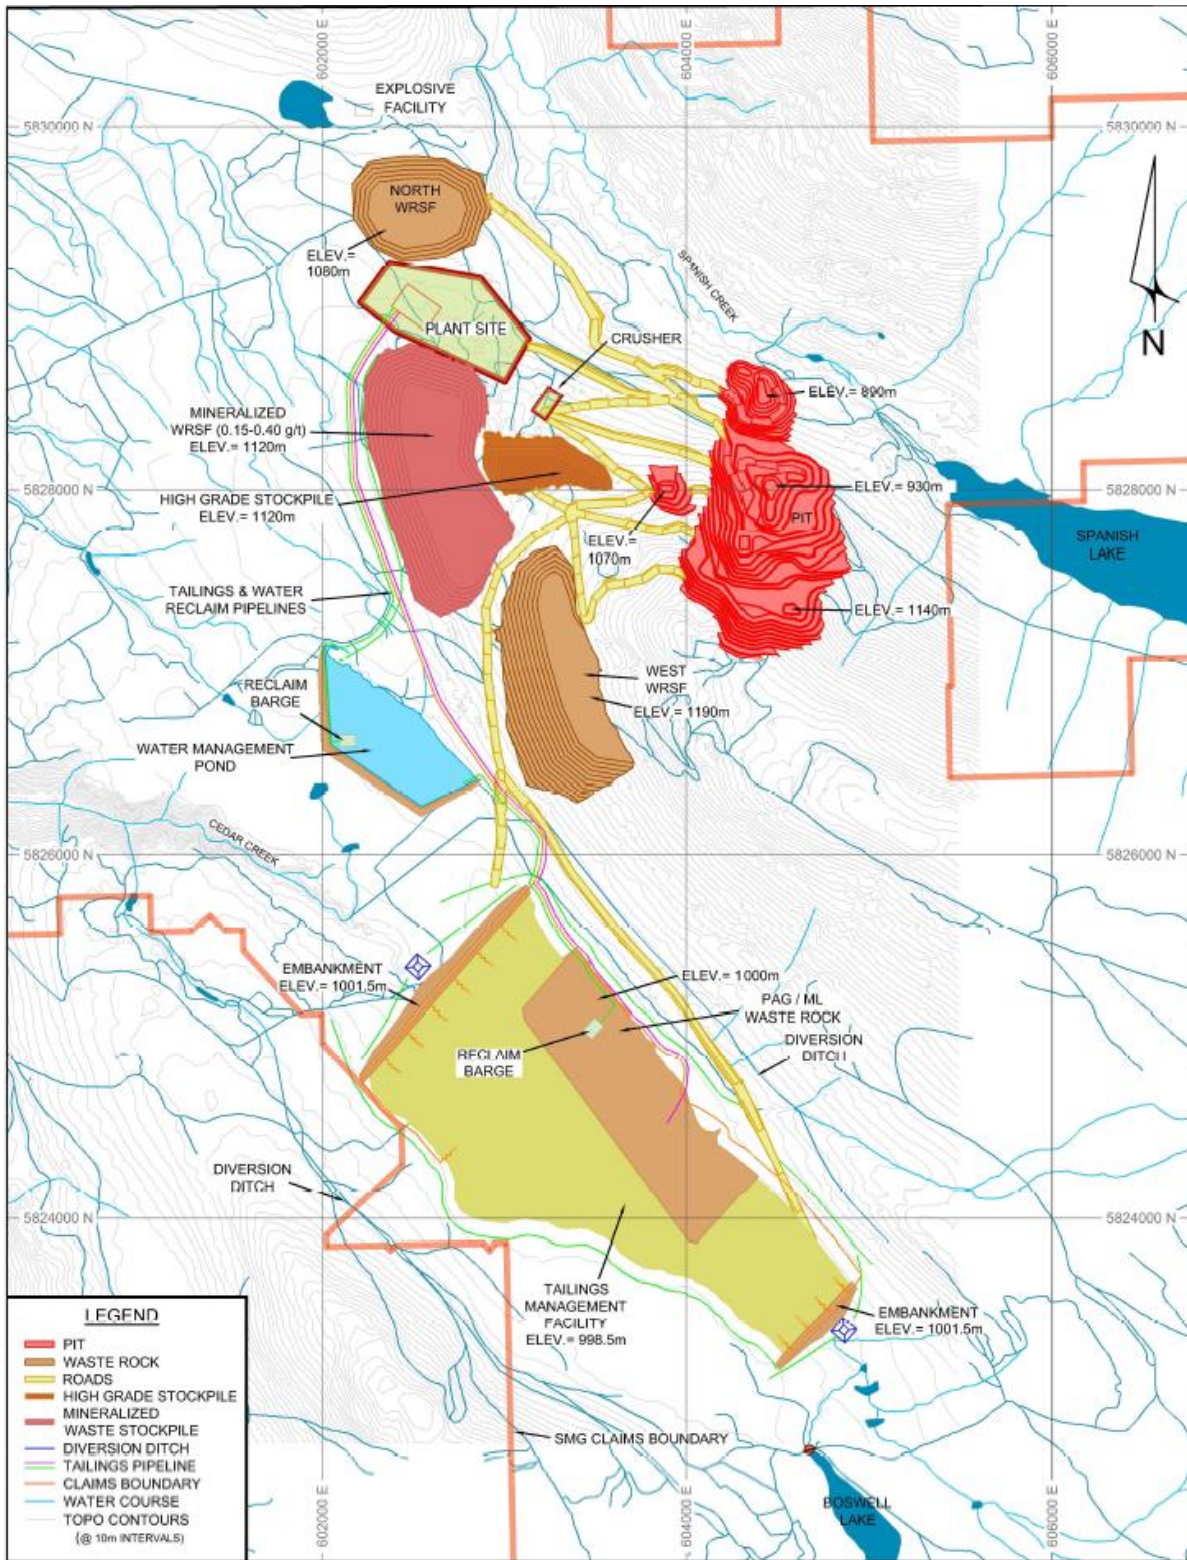 602000 E
604000 E
606000 E
EXPLOSIVE
FACILITY
5830000 N
5830000 N
NORTH
WRSF
ELEV.=
1080m
SPANISH CREEK
N
PLANT SITE
CRUSHER
ELEV.= 890m
MINERALIZED
WRSF (0.15-0.40 g/t)
ELEV.= 1120m
HIGH GRADE STOCKPILE
ELEV.= 1120m
5828000 N
5828000 N
ELEV.= 930m
PIT
ELEV.=
1070m
SPANISH
LAKE
TAILINGS & WATER
RECLAIM PIPELINES
ELEV.= 1140m
WEST
WRSF
ELEV.= 1190m
RECLAIM
BARGE
WATER MANAGEMENT
POND
CEDAR CREEK
5826000 N
5826000 N
EMBANKMENT
ELEV.= 1001.5m
ELEV.= 1000m
PAG / ML
WASTE ROCK
DIVERSION
DITCH
RECLAIM
BARGE
DIVERSION
DITCH
5824000 N
5824000 N
TAILINGS
MANAGEMENT
FACILITY
ELEV.= 998.5m
EMBANKMENT
ELEV.= 1001.5m
SMG CLAIMS BOUNDARY
BOSWELL
LAKE
LEGEND
PIT
WASTE ROCK
ROADS
HIGH GRADE STOCKPILE
MINERALIZED
WASTE STOCKPILE
DIVERSION DITCH
TAILINGS PIPELINE
CLAIMS BOUNDARY
WATER COURSE
TOPO CONTOURS
(@ 10m INTERVALS)
602000 E
604000 E
606000 E